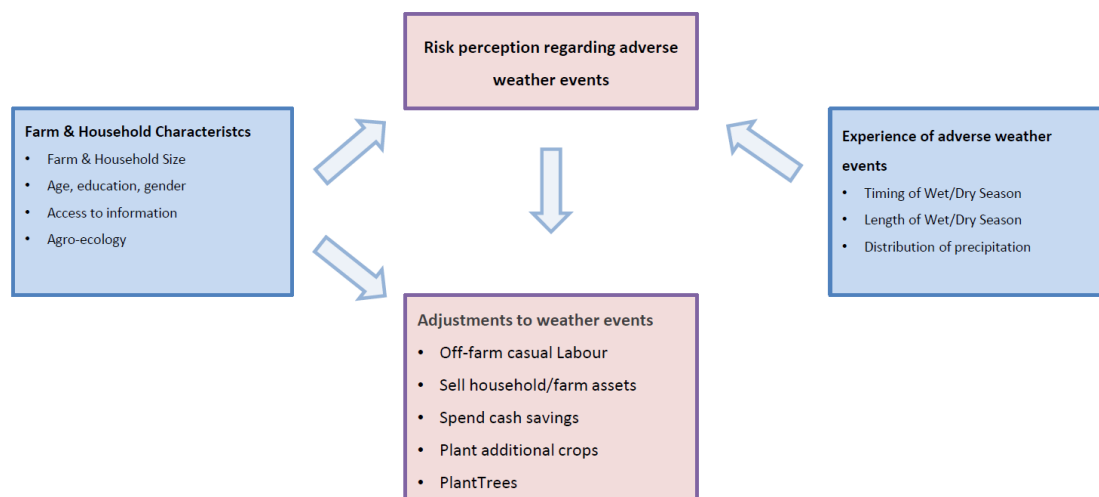 Risk perception regarding adverse
weather events
Farm & Household Characteristcs
• Farm & Household Size
• Age, education, gender
• Access to information
• Agro-ecology
Experience of adverse weather
events
• Timing of Wet/Dry Season
• Length of Wet/Dry Season
• Distribution of precipitation
Adjustments to weather events
• Off-farm casual Labour
• Sell household/farm assets
• Spend cash savings
• Plant additional crops
• PlantTrees